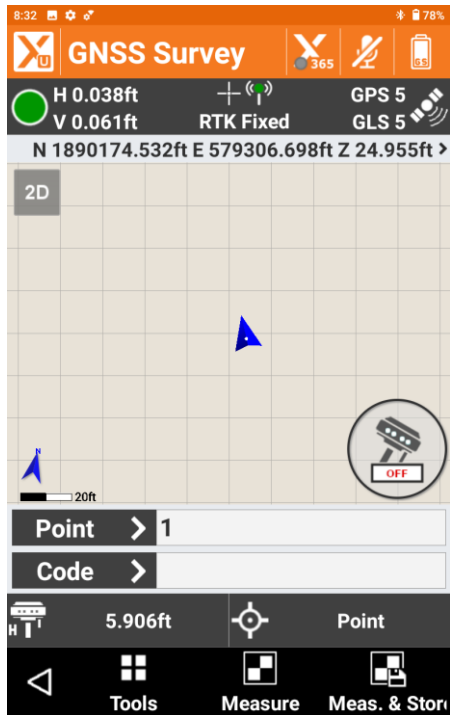 8:32 78%
Xu GNSS Survey X 365 GS
H 0.038ft GPS 5
V 0.061ft RTK Fixed GLS 5
N 1890174.532ft E 579306.698ft Z 24.955ft >
2D
N
OFF
20ft
Point > 1
Code >
H 5.906ft Point
Tools Measure Meas. & Stor